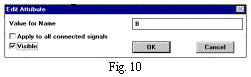 Edit Attribute
Value for Name
B
Apply to all connected signals
Visible
OK
Cancel
Fig. 10